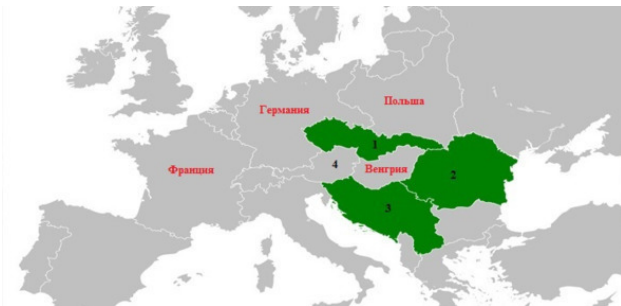 Германия
Польша
1
4
Венгрия
Франция
2
3